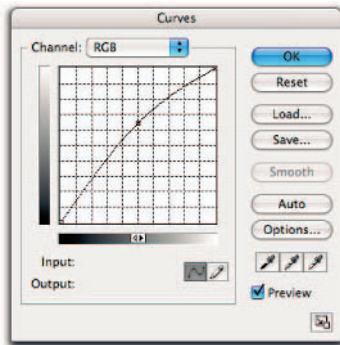 Curves
Channel: RGB
OK
Reset
Load...
Save...
Smooth
Auto
Options...
Input:
Output:
Preview